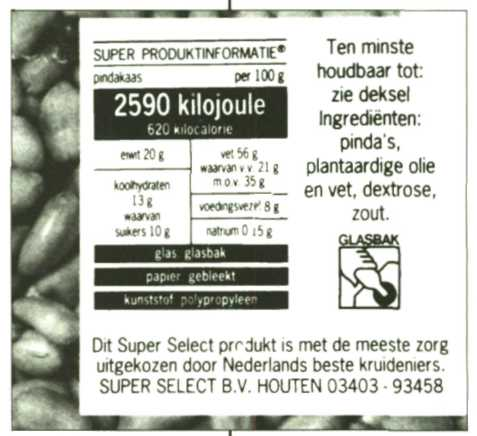 SUPER PRODUKTINFORMATIE®
pindakaas per 100 g
2590 kilojoule
620 kilocalorie
eiwit 20 g
koolhydraten
13 g
waarvan
suikers 10 g
vet 56 g
waarvan v.v. 21 g
m.o.v. 35 g
voedingsvezel 8 g
natrium 0.15 g
glas glasbak
papier gebleekt
kunststof polypropyleen
Ten minste
houdbaar tot:
zie deksel
Ingrediënten:
pinda's,
plantaardige olie
en vet, dextrose,
zout.
GLASBAK
Dit Super Select produkt is met de meeste zorg
uitgekozen door Nederlands beste kruideniers.
SUPER SELECT B.V. HOUTEN 03403 - 93458